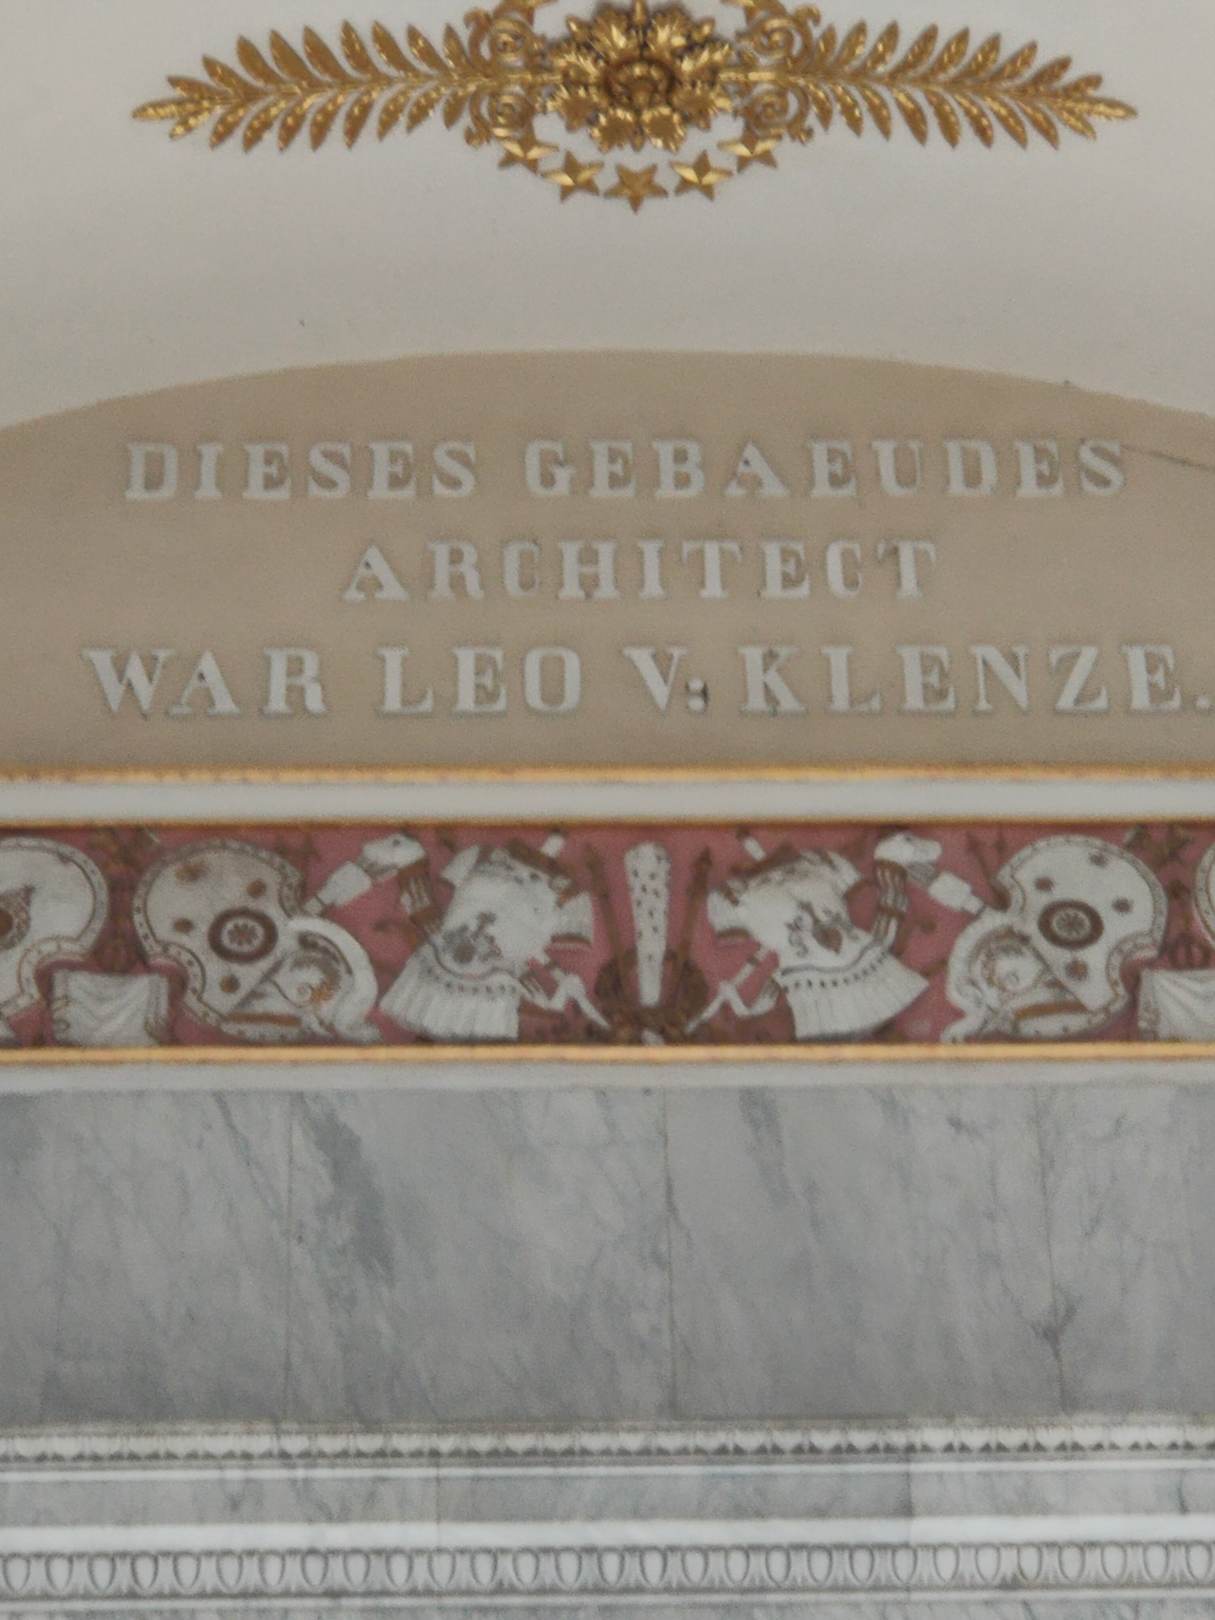 DIESES GEBAEUDES
ARCHITECT
WAR LEO V: KLENZE.